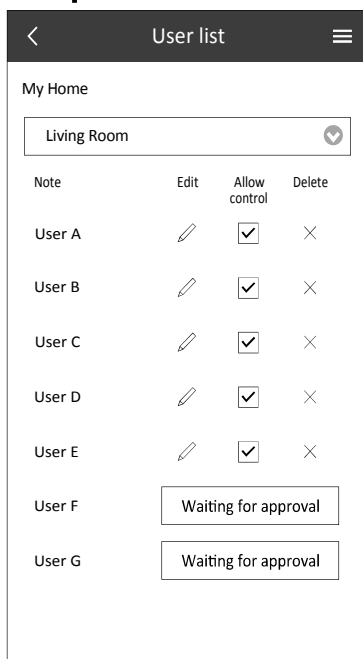 User list
My Home
Living Room
Note Edit Allow control Delete
User A
User B
User C
User D
User E
User F Waiting for approval
User G Waiting for approval